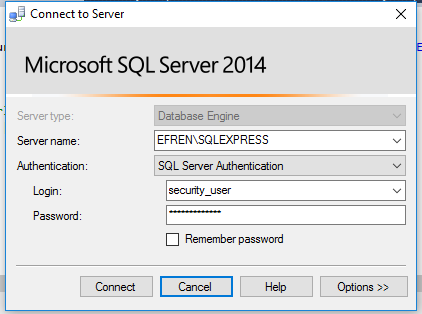 Connect to Server
Microsoft SQL Server 2014
Server type: Database Engine
Server name: EFREN\SQLEXPRESS
Authentication: SQL Server Authentication
Login: security_user
Password: *************
Remember password
Connect Cancel Help Options >>